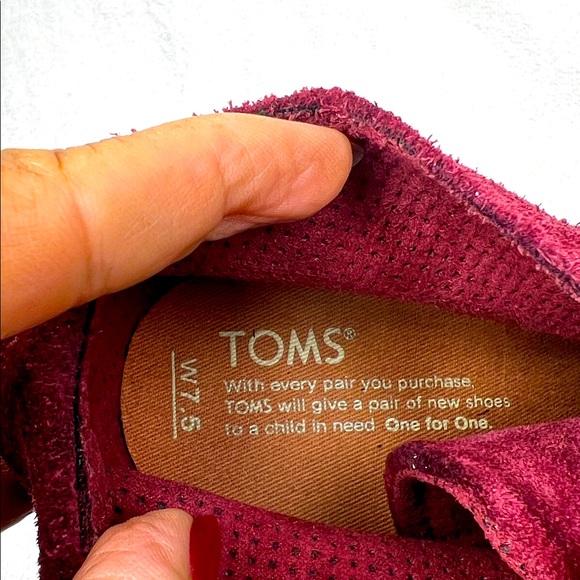 TOMS®
With every pair you purchase,
TOMS will give a pair of new shoes
to a child in need. One for One.
W7.5